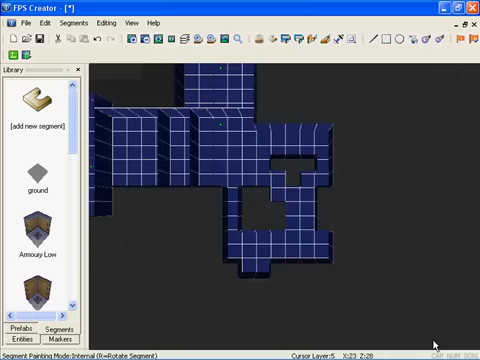 FPS Creator - [*]
File Edit Segments Editing View Help
Library
[add new segment]
ground
Armoury Low
Prefabs Segments
Entities Markers
Segment Painting Mode:Internal (R=Rotate Segment) Cursor Layer:5 X:23 Z:28 CAP NUM SCRL